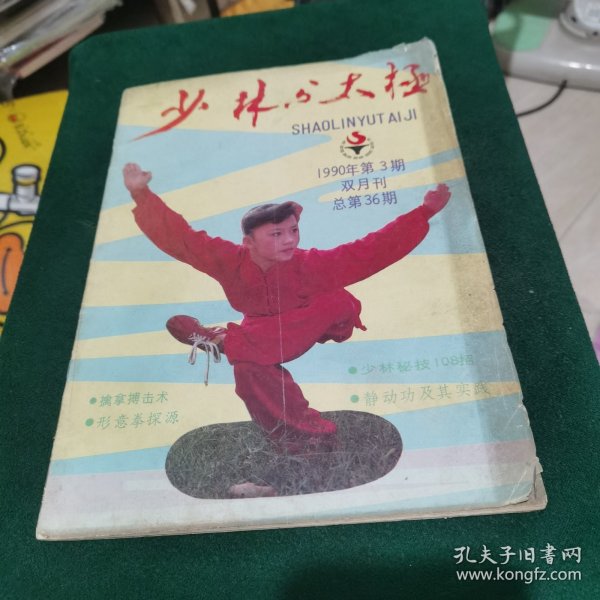 少林与太极
SHAOLINYUTAIJI
1990年第3期
双月刊
总第36期
少林秘技108招
静动功及其实践
擒拿搏击术
形意拳探源
孔夫子旧书网
www.kongfz.com